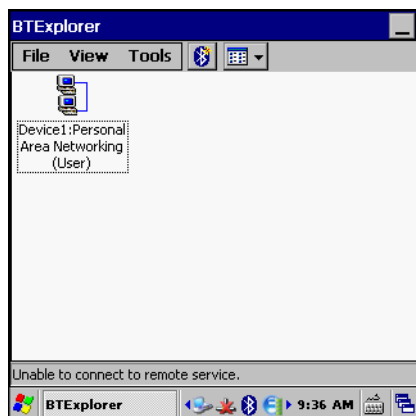 BTExplorer
File View Tools
Device1:Personal
Area Networking
(User)
Unable to connect to remote service.
BTExplorer 9:36 AM